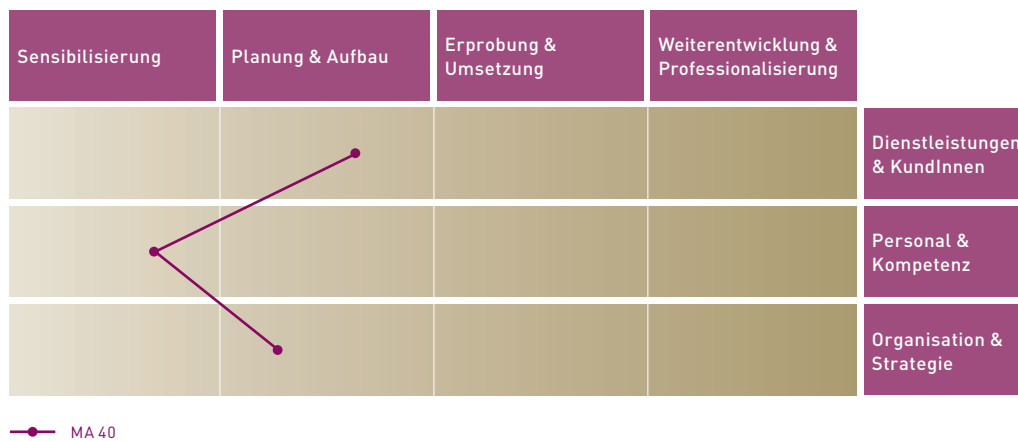 Sensibilisierung
Planung & Aufbau
Erprobung &
Umsetzung
Weiterentwicklung &
Professionalisierung
Dienstleistungen
& KundInnen
Personal &
Kompetenz
Organisation &
Strategie
MA 40